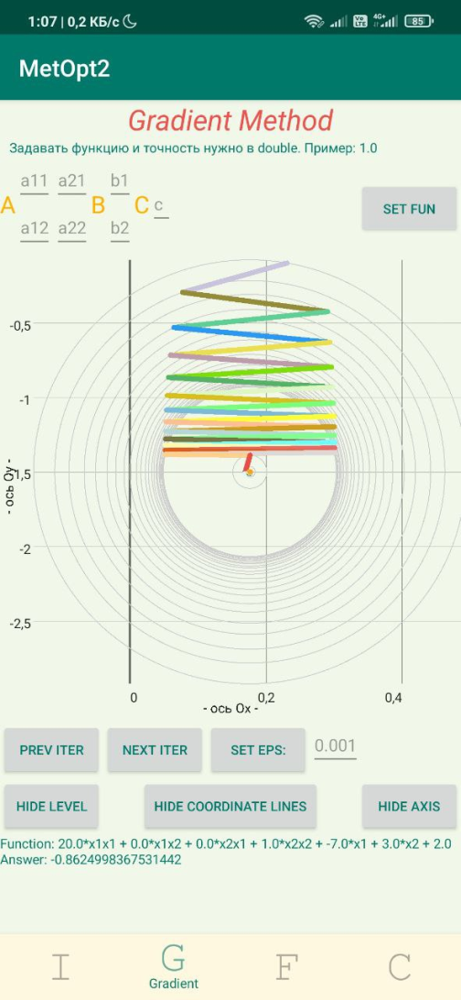 1:07 | 0,2 КБ/с
Vo LTE 4G+ 85
MetOpt2
Gradient Method
Задавать функцию и точность нужно в double. Пример: 1.0
a11 a21 b1
A B C c
SET FUN
a12 a22 b2
-0,5
-1
-1,5
- ось Oy -
-2
-2,5
0 0,2 0,4
- ось Ox -
PREV ITER NEXT ITER SET EPS: 0.001
HIDE LEVEL HIDE COORDINATE LINES HIDE AXIS
Function: 20.0*x1x1 + 0.0*x1x2 + 0.0*x2x1 + 1.0*x2x2 + -7.0*x1 + 3.0*x2 + 2.0
Answer: -0.8624998367531442
I G F C
Gradient